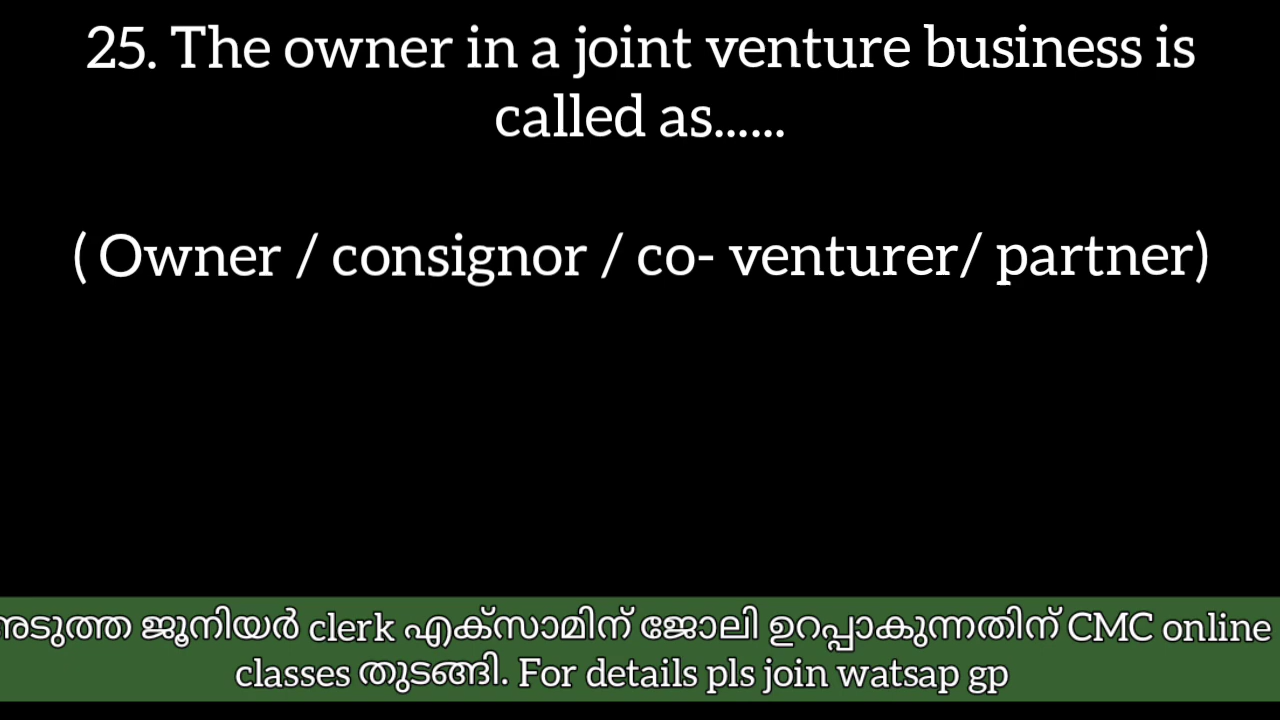 25. The owner in a joint venture business is
called as......
( Owner / consignor / co- venturer/ partner)
അടുത്ത ജൂനിയർ clerk എക്സാമിന് ജോലി ഉറപ്പാകുന്നതിന് CMC online
classes തുടങ്ങി. For details pls join watsap gp